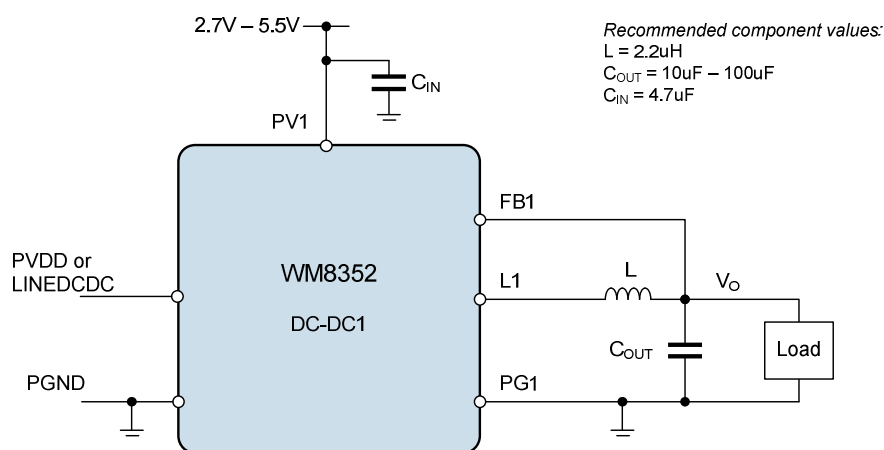 2.7V – 5.5V
Recommended component values:
L = 2.2uH
COUT = 10uF – 100uF
CIN = 4.7uF
CIN
PV1
FB1
PVDD or
LINEDCDC
WM8352
L1
L
VO
DC-DC1
COUT
Load
PGND
PG1